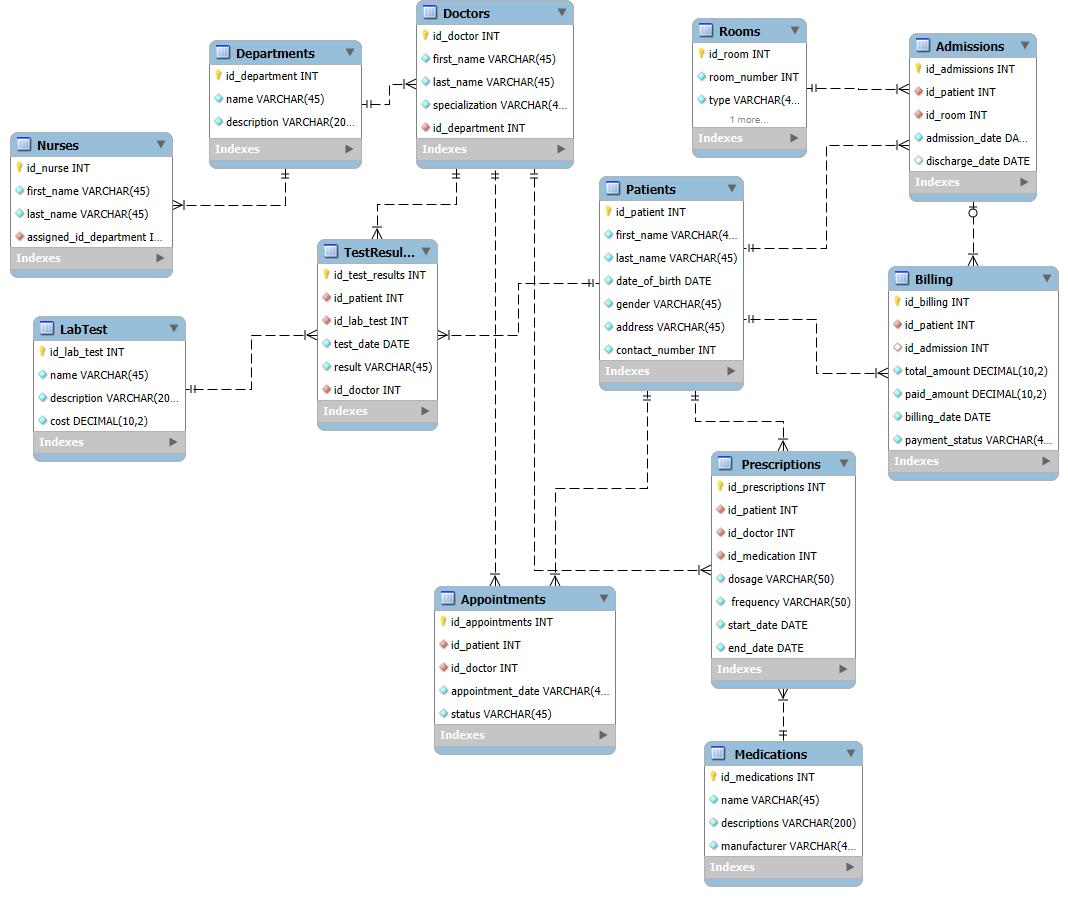 Doctors
id_doctor INT
first_name VARCHAR(45)
last_name VARCHAR(45)
specialization VARCHAR(4...
id_department INT
Indexes
Rooms
id_room INT
room_number INT
type VARCHAR(4...
1 more...
Indexes
Admissions
id_admissions INT
id_patient INT
id_room INT
admission_date DA...
discharge_date DATE
Indexes
Departments
id_department INT
name VARCHAR(45)
description VARCHAR(20...
Indexes
Nurses
id_nurse INT
first_name VARCHAR(45)
last_name VARCHAR(45)
assigned_id_department I...
Indexes
Patients
id_patient INT
first_name VARCHAR(4...
last_name VARCHAR(45)
date_of_birth DATE
gender VARCHAR(45)
address VARCHAR(45)
contact_number INT
Indexes
TestResul...
id_test_results INT
id_patient INT
id_lab_test INT
test_date DATE
result VARCHAR(45)
id_doctor INT
Indexes
Billing
id_billing INT
id_patient INT
id_admission INT
total_amount DECIMAL(10,2)
paid_amount DECIMAL(10,2)
billing_date DATE
payment_status VARCHAR(4...
Indexes
LabTest
id_lab_test INT
name VARCHAR(45)
description VARCHAR(20...
cost DECIMAL(10,2)
Indexes
Prescriptions
id_prescriptions INT
id_patient INT
id_doctor INT
id_medication INT
dosage VARCHAR(50)
frequency VARCHAR(50)
start_date DATE
end_date DATE
Indexes
Appointments
id_appointments INT
id_patient INT
id_doctor INT
appointment_date VARCHAR(4...
status VARCHAR(45)
Indexes
Medications
id_medications INT
name VARCHAR(45)
descriptions VARCHAR(200)
manufacturer VARCHAR(4...
Indexes